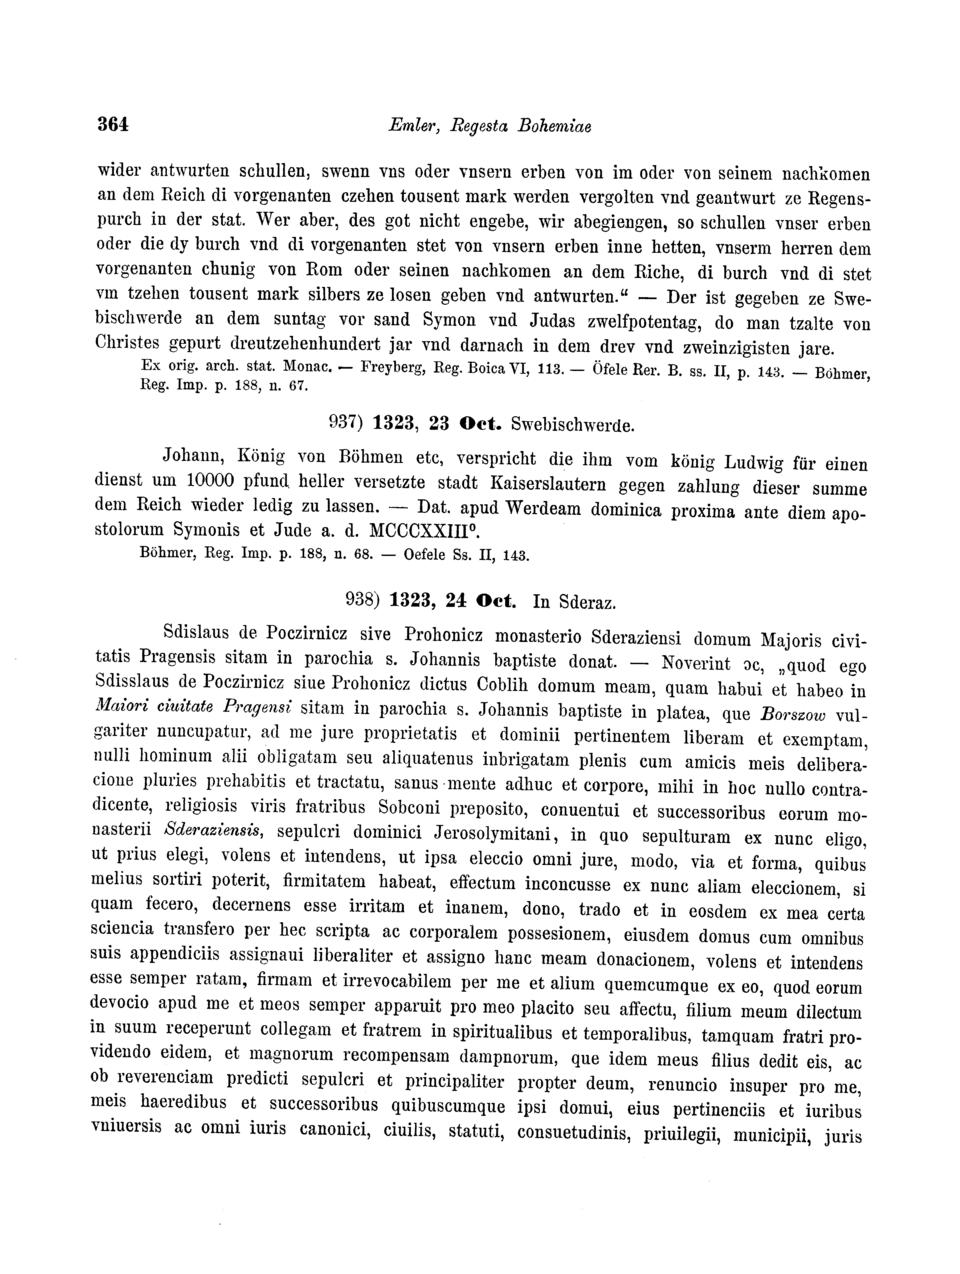 364 Emler, Regesta Bohemiae
wider antwurten schullen, swenn vns oder vnsern erben von im oder von seinem nachkomen
an dem Reich di vorgenanten czehen tousent mark werden vergolten vnd geantwurt ze Regens-
purch in der stat. Wer aber, des got nicht engebe, wir abegiengen, so schullen vnser erben
oder die dy burch vnd di vorgenanten stet von vnsern erben inne hetten, vnserm herren dem
vorgenanten chunig von Rom oder seinen nachkomen an dem Riche, di burch vnd di stet
vm tzehen tousent mark silbers ze losen geben vnd antwurten.“ — Der ist gegeben ze Swe-
bischwerde an dem suntag vor sand Symon vnd Judas zwelfpotentag, do man tzalte von
Christes gepurt dreutzehenhundert jar vnd darnach in dem drev vnd zweinzigisten jare.
Ex orig. arch. stat. Monac. — Freyberg, Reg. Boica VI, 113. — Öfele Rer. B. ss. II, p. 143. — Böhmer,
Reg. Imp. p. 188, n. 67.
937) 1323, 23 Oct. Swebischwerde.
Johann, König von Böhmen etc, verspricht die ihm vom könig Ludwig für einen
dienst um 10000 pfund heller versetzte stadt Kaiserslautern gegen zahlung dieser summe
dem Reich wieder ledig zu lassen. — Dat. apud Werdeam dominica proxima ante diem apo-
stolorum Symonis et Jude a. d. MCCCXXIII⁰.
Böhmer, Reg. Imp. p. 188, n. 68. — Oefele Ss. II, 143.
938) 1323, 24 Oct. In Sderaz.
Sdislaus de Poczirnicz sive Prohonicz monasterio Sderaziensi domum Majoris civi-
tatis Pragensis sitam in parochia s. Johannis baptiste donat. — Noverint ɔc, „quod ego
Sdisslaus de Poczirnicz siue Prohonicz dictus Coblih domum meam, quam habui et habeo in
Maiori ciuitate Pragensi sitam in parochia s. Johannis baptiste in platea, que Borszow vul-
gariter nuncupatur, ad me jure proprietatis et dominii pertinentem liberam et exemptam,
nulli hominum alii obligatam seu aliquatenus inbrigatam plenis cum amicis meis delibera-
cione pluries prehabitis et tractatu, sanus mente adhuc et corpore, mihi in hoc nullo contra-
dicente, religiosis viris fratribus Sobconi preposito, conuentui et successoribus eorum mo-
nasterii Sderaziensis, sepulcri dominici Jerosolymitani, in quo sepulturam ex nunc eligo,
ut prius elegi, volens et intendens, ut ipsa eleccio omni jure, modo, via et forma, quibus
melius sortiri poterit, firmitatem habeat, effectum inconcusse ex nunc aliam eleccionem, si
quam fecero, decernens esse irritam et inanem, dono, trado et in eosdem ex mea certa
sciencia transfero per hec scripta ac corporalem possesionem, eiusdem domus cum omnibus
suis appendiciis assignaui liberaliter et assigno hanc meam donacionem, volens et intendens
esse semper ratam, firmam et irrevocabilem per me et alium quemcumque ex eo, quod eorum
devocio apud me et meos semper apparuit pro meo placito seu affectu, filium meum dilectum
in suum receperunt collegam et fratrem in spiritualibus et temporalibus, tamquam fratri pro-
videndo eidem, et magnorum recompensam dampnorum, que idem meus filius dedit eis, ac
ob reverenciam predicti sepulcri et principaliter propter deum, renuncio insuper pro me,
meis haeredibus et successoribus quibuscumque ipsi domui, eius pertinenciis et iuribus
vniuersis ac omni iuris canonici, ciuilis, statuti, consuetudinis, priuilegii, municipii, juris